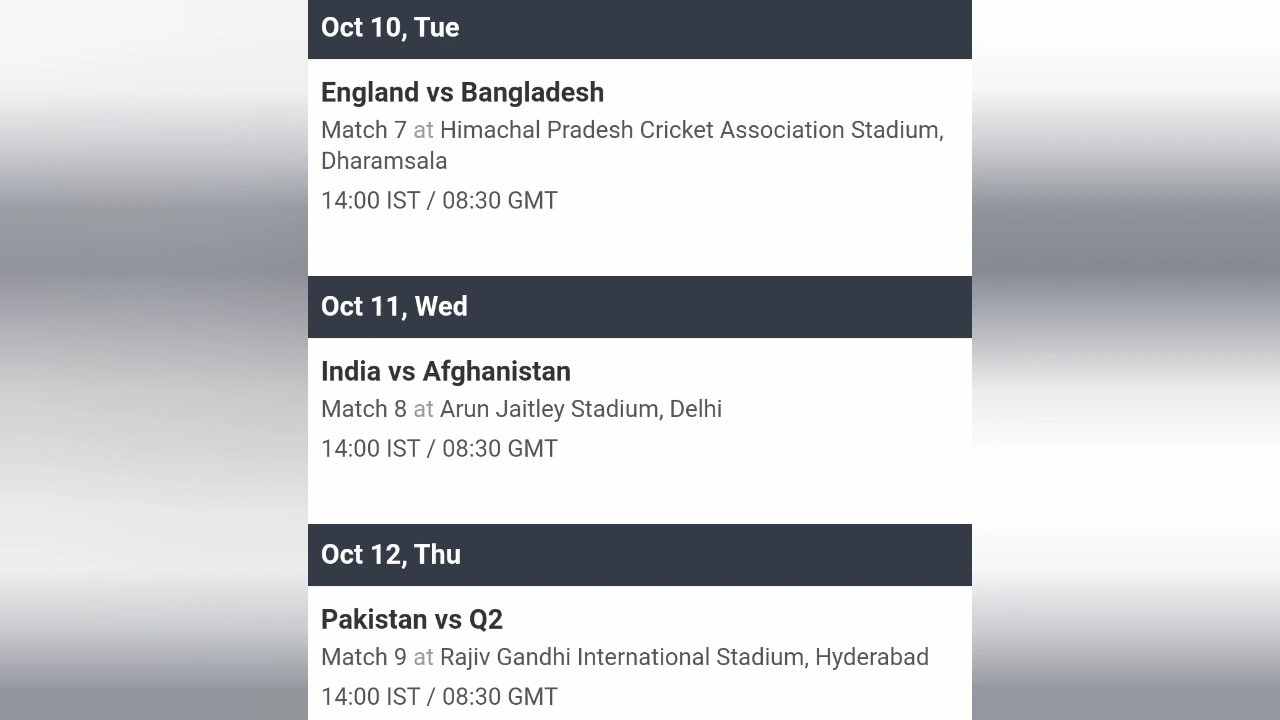 Oct 10, Tue
England vs Bangladesh
Match 7 at Himachal Pradesh Cricket Association Stadium,
Dharamsala
14:00 IST / 08:30 GMT
Oct 11, Wed
India vs Afghanistan
Match 8 at Arun Jaitley Stadium, Delhi
14:00 IST / 08:30 GMT
Oct 12, Thu
Pakistan vs Q2
Match 9 at Rajiv Gandhi International Stadium, Hyderabad
14:00 IST / 08:30 GMT